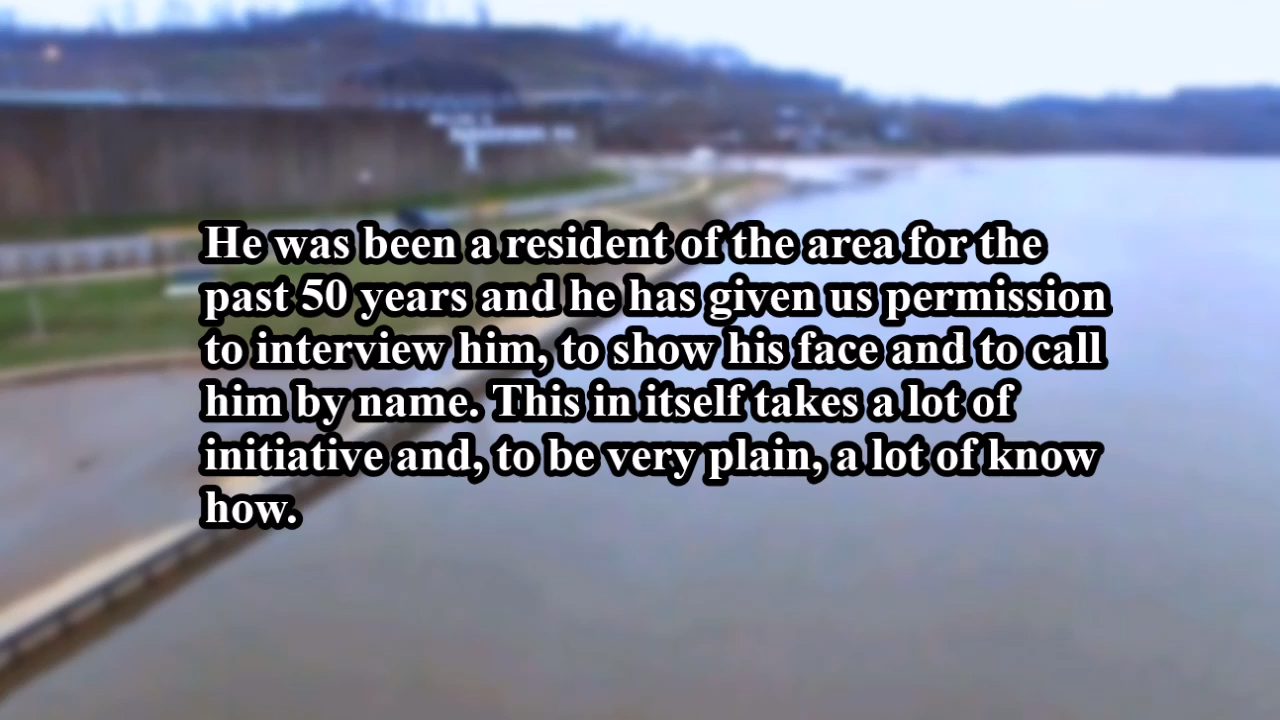 He was been a resident of the area for the
past 50 years and he has given us permission
to interview him, to show his face and to call
him by name. This in itself takes a lot of
initiative and, to be very plain, a lot of know
how.